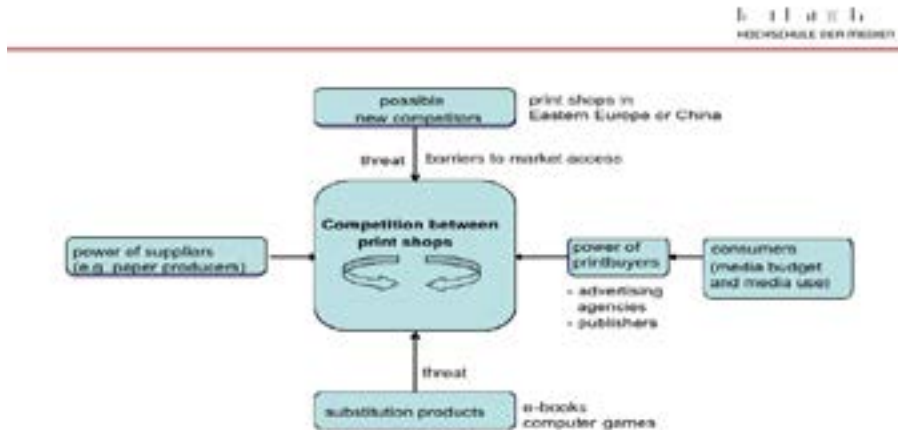 HOCHSCHULE DER MEDIEN
possible
new competitors
print shops in
Eastern Europe or China
threat
barriers to market access
Competition between
print shops
power of suppliers
(e.g. paper producers)
power of
printbuyers
consumers
(media budget
and media use)
- advertising
agencies
- publishers
threat
substitution products
e-books
computer games